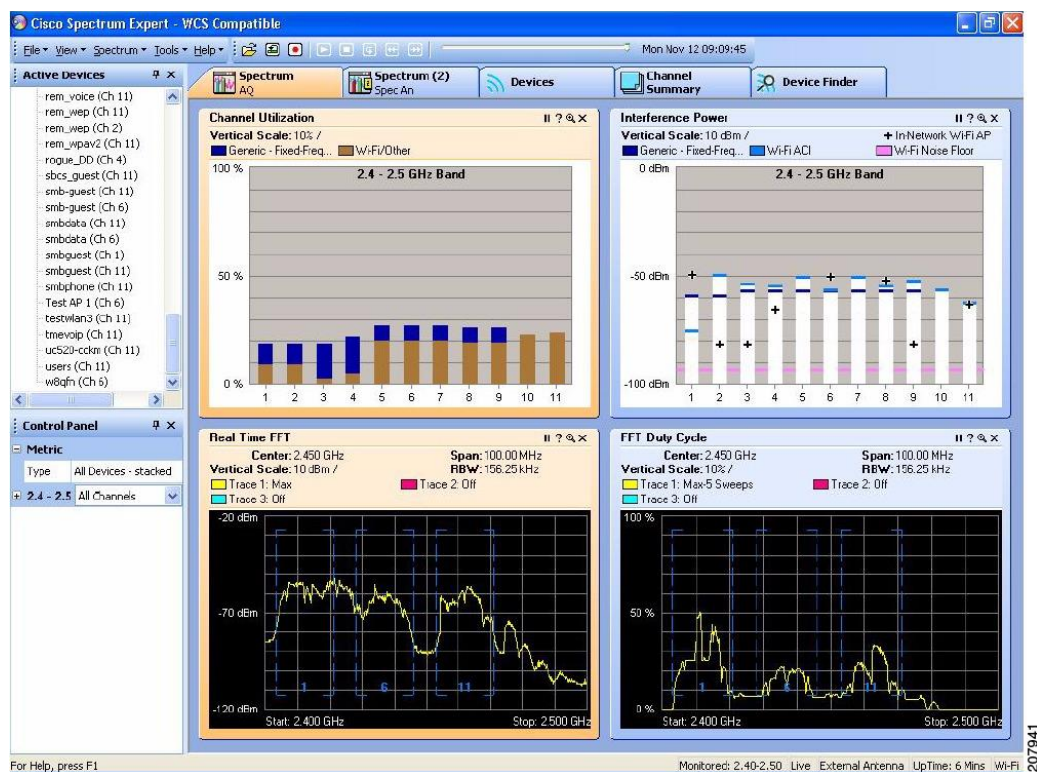 Cisco Spectrum Expert - WCS Compatible
File View Spectrum Tools Help Mon Nov 12 09:09:45
Active Devices
rem_voice (Ch 11)
rem_wep (Ch 11)
rem_wep (Ch 2)
rem_wpav2 (Ch 11)
rogue_DD (Ch 4)
sbcs_guest (Ch 11)
smb-guest (Ch 11)
smb-guest (Ch 6)
smbdata (Ch 11)
smbdata (Ch 6)
smbguest (Ch 1)
smbguest (Ch 11)
smbphone (Ch 11)
Test AP 1 (Ch 6)
testwlan3 (Ch 11)
tmevoip (Ch 11)
uc520-cckm (Ch 11)
users (Ch 11)
w8qfn (Ch 6)
Control Panel
Metric
Type All Devices - stacked
2.4 - 2.5 All Channels
Spectrum
AQ
Spectrum (2)
Spec An
Devices
Channel
Summary
Device Finder
Channel Utilization
Vertical Scale: 10% /
Generic - Fixed-Freq... Wi-Fi/Other
2.4 - 2.5 GHz Band
100 %
50 %
0 %
1 2 3 4 5 6 7 8 9 10 11
Interference Power
Vertical Scale: 10 dBm / + In-Network Wi-Fi AP
Generic - Fixed-Freq... Wi-Fi ACI Wi-Fi Noise Floor
2.4 - 2.5 GHz Band
0 dBm
-50 dBm
-100 dBm
1 2 3 4 5 6 7 8 9 10 11
Real Time FFT
Center: 2.450 GHz Span: 100.00 MHz
Vertical Scale: 10 dBm / RBW: 156.25 kHz
Trace 1: Max Trace 2: Off
Trace 3: Off
-20 dBm
-70 dBm
-120 dBm
1 6 11
Start: 2.400 GHz Stop: 2.500 GHz
FFT Duty Cycle
Center: 2.450 GHz Span: 100.00 MHz
Vertical Scale: 10% / RBW: 156.25 kHz
Trace 1: Max-5 Sweeps Trace 2: Off
Trace 3: Off
100 %
50 %
0 %
1 6 11
Start: 2.400 GHz Stop: 2.500 GHz
For Help, press F1 Monitored: 2.40-2.50 Live External Antenna UpTime: 6 Mins Wi-Fi
207941